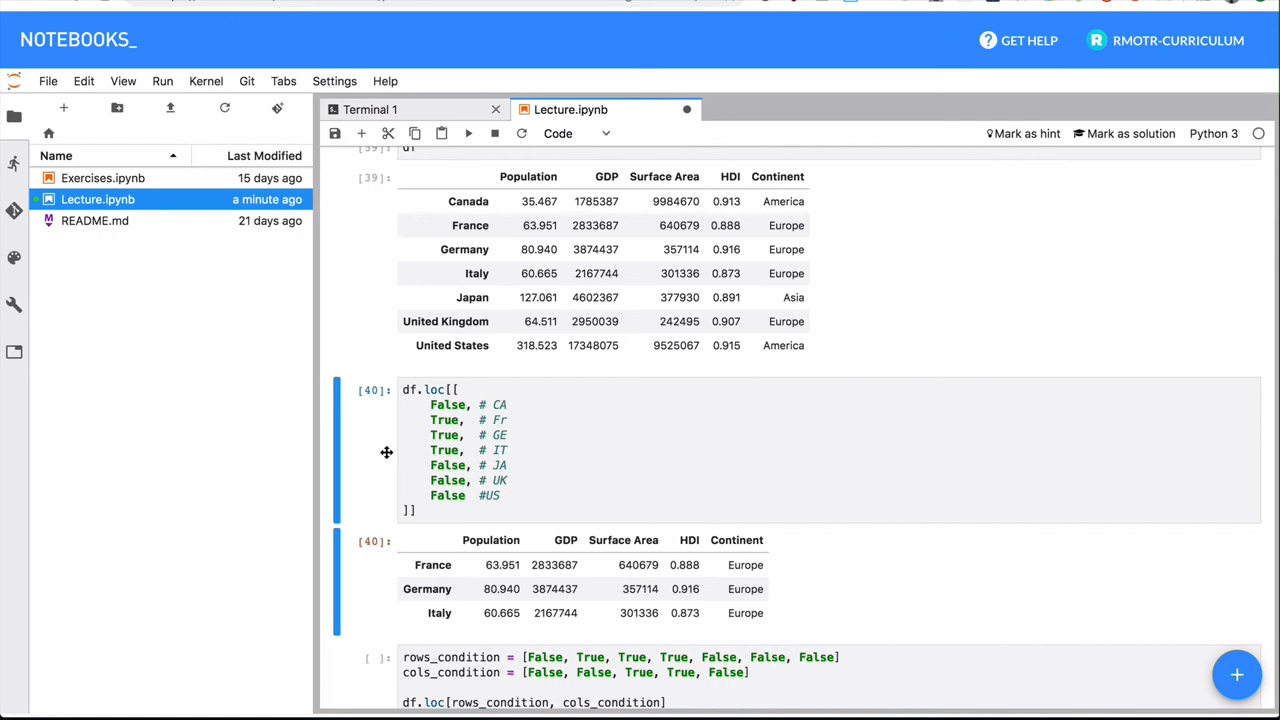 NOTEBOOKS_
GET HELP
R RMOTR-CURRICULUM
File Edit View Run Kernel Git Tabs Settings Help
Terminal 1
Lecture.ipynb
Code
Mark as hint
Mark as solution
Python 3
Name Last Modified
Exercises.ipynb 15 days ago
Lecture.ipynb a minute ago
README.md 21 days ago
[39]: df
[39]: Population GDP Surface Area HDI Continent
Canada 35.467 1785387 9984670 0.913 America
France 63.951 2833687 640679 0.888 Europe
Germany 80.940 3874437 357114 0.916 Europe
Italy 60.665 2167744 301336 0.873 Europe
Japan 127.061 4602367 377930 0.891 Asia
United Kingdom 64.511 2950039 242495 0.907 Europe
United States 318.523 17348075 9525067 0.915 America
[40]: df.loc[[
False, # CA
True, # Fr
True, # GE
True, # IT
False, # JA
False, # UK
False #US
]]
[40]: Population GDP Surface Area HDI Continent
France 63.951 2833687 640679 0.888 Europe
Germany 80.940 3874437 357114 0.916 Europe
Italy 60.665 2167744 301336 0.873 Europe
[ ]: rows_condition = [False, True, True, True, False, False, False]
cols_condition = [False, False, True, True, False]
df.loc[rows_condition, cols_condition]